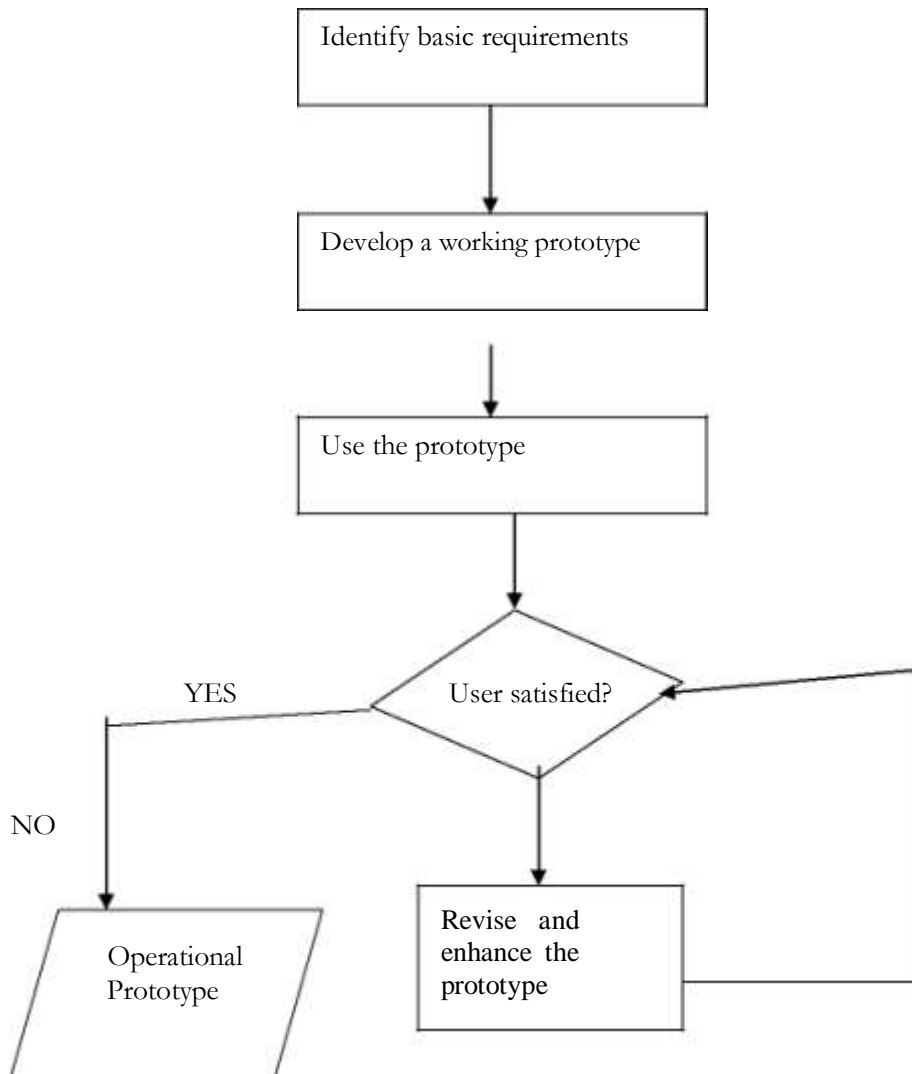 Identify basic requirements
Develop a working prototype
Use the prototype
User satisfied?
YES
NO
Revise and
enhance the
prototype
Operational
Prototype